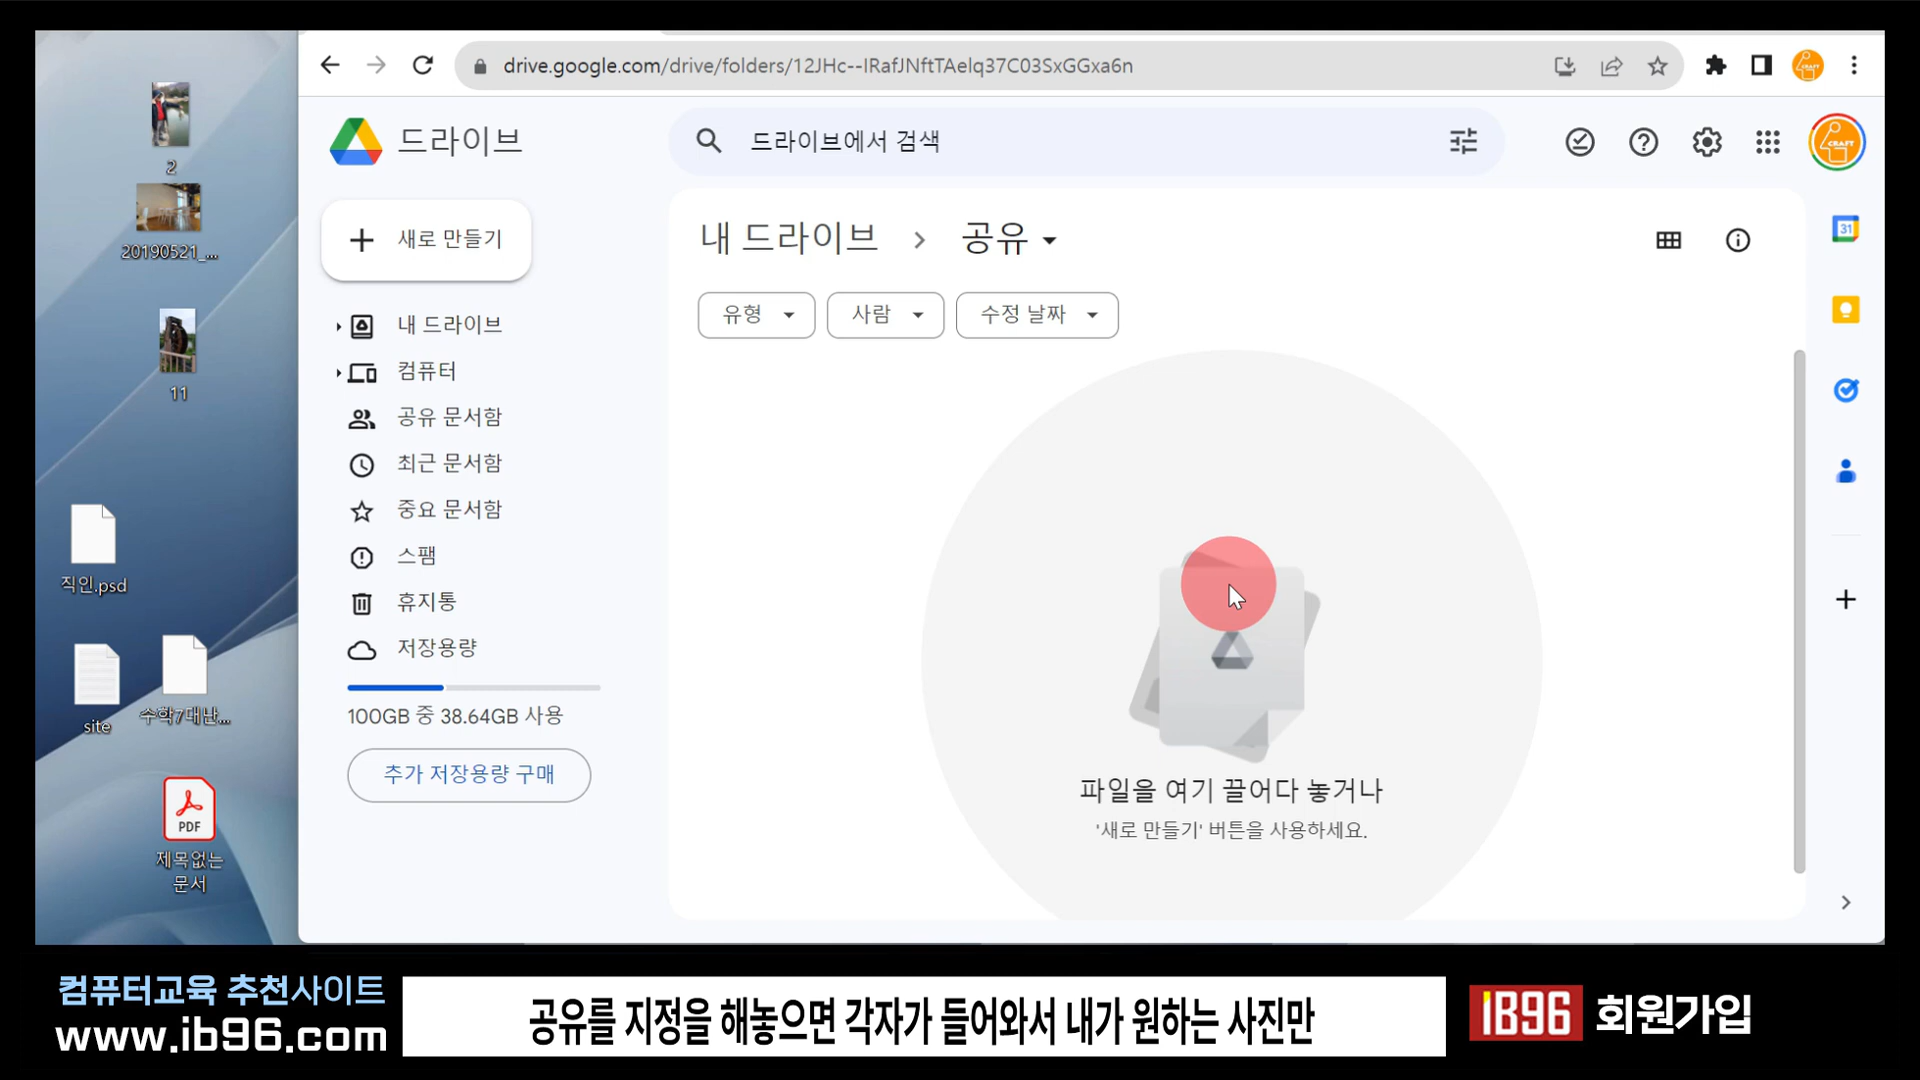 drive.google.com/drive/folders/12JHc--IRafJNftTAelq37C03SxGGxa6n
드라이브
드라이브에서 검색
새로 만들기
내 드라이브
공유
유형
사람
수정 날짜
내 드라이브
컴퓨터
공유 문서함
최근 문서함
중요 문서함
스팸
휴지통
저장용량
100GB 중 38.64GB 사용
추가 저장용량 구매
파일을 여기 끌어다 놓거나
'새로 만들기' 버튼을 사용하세요.
2
20190521_...
11
직인.psd
site
수학7대난...
PDF
제목없는
문서
31
CRAFT
CRAFT
컴퓨터교육 추천사이트
www.ib96.com
공유를 지정을 해놓으면 각자가 들어와서 내가 원하는 사진만
IB96 회원가입